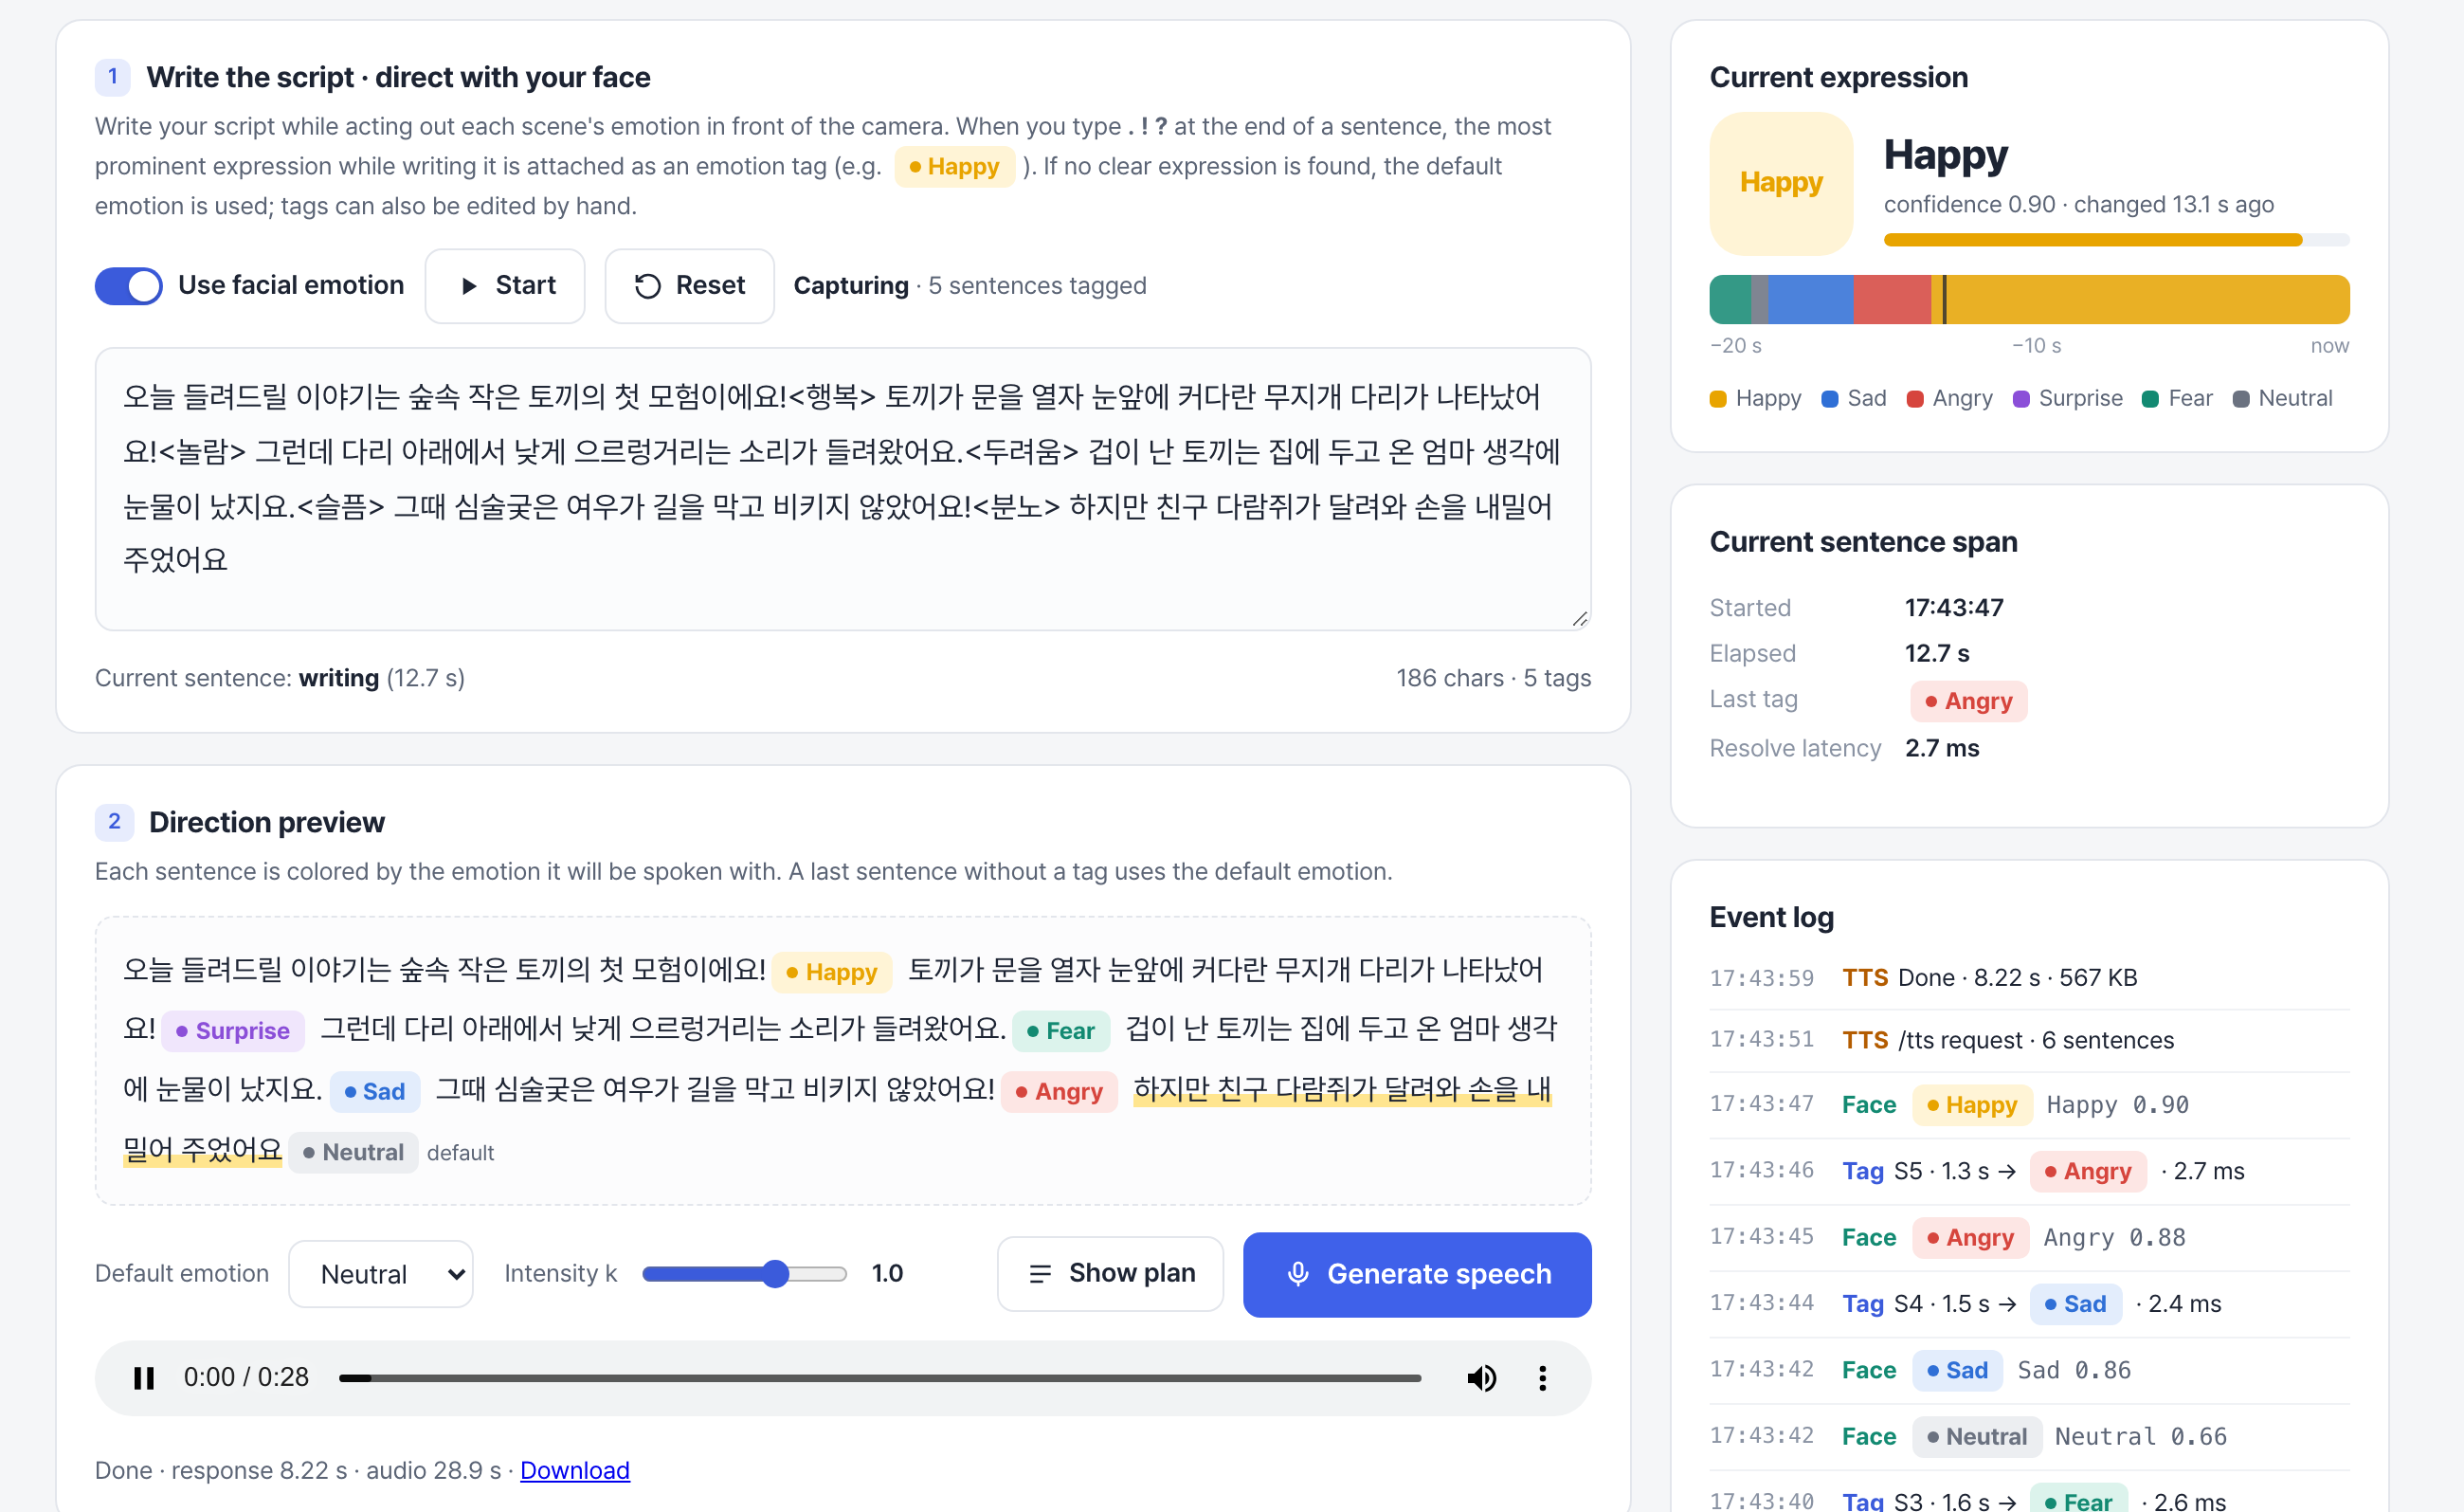 1 Write the script · direct with your face
Write your script while acting out each scene's emotion in front of the camera. When you type . ! ? at the end of a sentence, the most
prominent expression while writing it is attached as an emotion tag (e.g. Happy ). If no clear expression is found, the default
emotion is used; tags can also be edited by hand.
Use facial emotion Start Reset Capturing · 5 sentences tagged
오늘 들려드릴 이야기는 숲속 작은 토끼의 첫 모험이에요!<행복> 토끼가 문을 열자 눈앞에 커다란 무지개 다리가 나타났어
요!<놀람> 그런데 다리 아래에서 낮게 으르렁거리는 소리가 들려왔어요.<두려움> 겁이 난 토끼는 집에 두고 온 엄마 생각에
눈물이 났지요.<슬픔> 그때 심술궂은 여우가 길을 막고 비키지 않았어요!<분노> 하지만 친구 다람쥐가 달려와 손을 내밀어
주었어요
Current sentence: writing (12.7 s) 186 chars · 5 tags
2 Direction preview
Each sentence is colored by the emotion it will be spoken with. A last sentence without a tag uses the default emotion.
오늘 들려드릴 이야기는 숲속 작은 토끼의 첫 모험이에요! Happy 토끼가 문을 열자 눈앞에 커다란 무지개 다리가 나타났어
요! Surprise 그런데 다리 아래에서 낮게 으르렁거리는 소리가 들려왔어요. Fear 겁이 난 토끼는 집에 두고 온 엄마 생각
에 눈물이 났지요. Sad 그때 심술궂은 여우가 길을 막고 비키지 않았어요! Angry 하지만 친구 다람쥐가 달려와 손을 내
밀어 주었어요 Neutral default
Default emotion Neutral Intensity k 1.0 Show plan Generate speech
0:00 / 0:28
Done · response 8.22 s · audio 28.9 s · Download
Current expression
Happy
Happy
confidence 0.90 · changed 13.1 s ago
−20 s −10 s now
Happy Sad Angry Surprise Fear Neutral
Current sentence span
Started 17:43:47
Elapsed 12.7 s
Last tag Angry
Resolve latency 2.7 ms
Event log
17:43:59 TTS Done · 8.22 s · 567 KB
17:43:51 TTS /tts request · 6 sentences
17:43:47 Face Happy Happy 0.90
17:43:46 Tag S5 · 1.3 s → Angry · 2.7 ms
17:43:45 Face Angry Angry 0.88
17:43:44 Tag S4 · 1.5 s → Sad · 2.4 ms
17:43:42 Face Sad Sad 0.86
17:43:42 Face Neutral Neutral 0.66
17:43:40 Tag S3 · 1.6 s → Fear · 2.6 ms